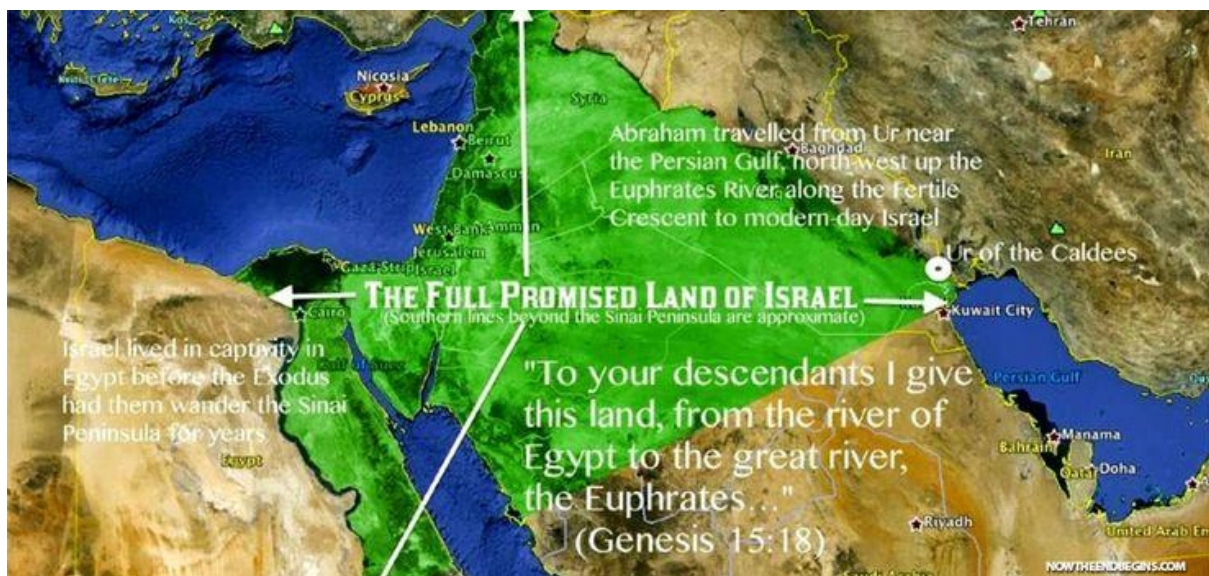 Tehran
Nicosia
Cyprus
Syria
Lebanon
Beirut
Damascus
Abraham travelled from Ur near
the Persian Gulf, north-west up the
Euphrates River along the Fertile
Crescent to modern-day Israel
Baghdad
Iran
West Bank
Amman
Jerusalem
Gaza Strip
Israel
Ur of the Caldees
THE FULL PROMISED LAND OF ISRAEL
(Southern lines beyond the Sinai Peninsula are approximate)
Kuwait City
Cairo
Israel lived in captivity in
Egypt before the Exodus
had them wander the Sinai
Peninsula for years
Egypt
"To your descendants I give
this land, from the river of
Egypt to the great river,
the Euphrates..."
(Genesis 15:18)
Persian Gulf
Bahrain
Manama
Qatar
Doha
Riyadh
United Arab
Saudi Arabia
NOWTHEENDBEGINS.COM